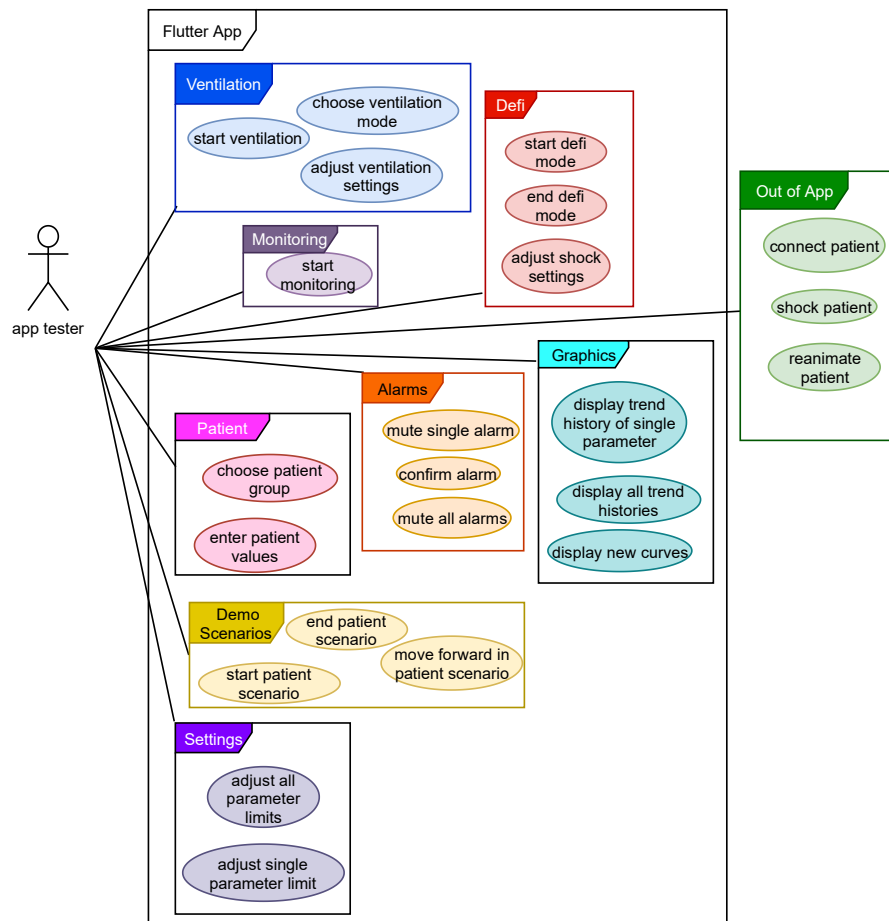 Flutter App
Ventilation
choose ventilation
mode
start ventilation
adjust ventilation
settings
Defi
start defi
mode
end defi
mode
adjust shock
settings
Out of App
connect patient
shock patient
reanimate
patient
app tester
Monitoring
start
monitoring
Graphics
display trend
history of single
parameter
display all trend
histories
display new curves
Alarms
mute single alarm
confirm alarm
mute all alarms
Patient
choose patient
group
enter patient
values
Demo
Scenarios
end patient
scenario
move forward in
patient scenario
start patient
scenario
Settings
adjust all
parameter
limits
adjust single
parameter limit